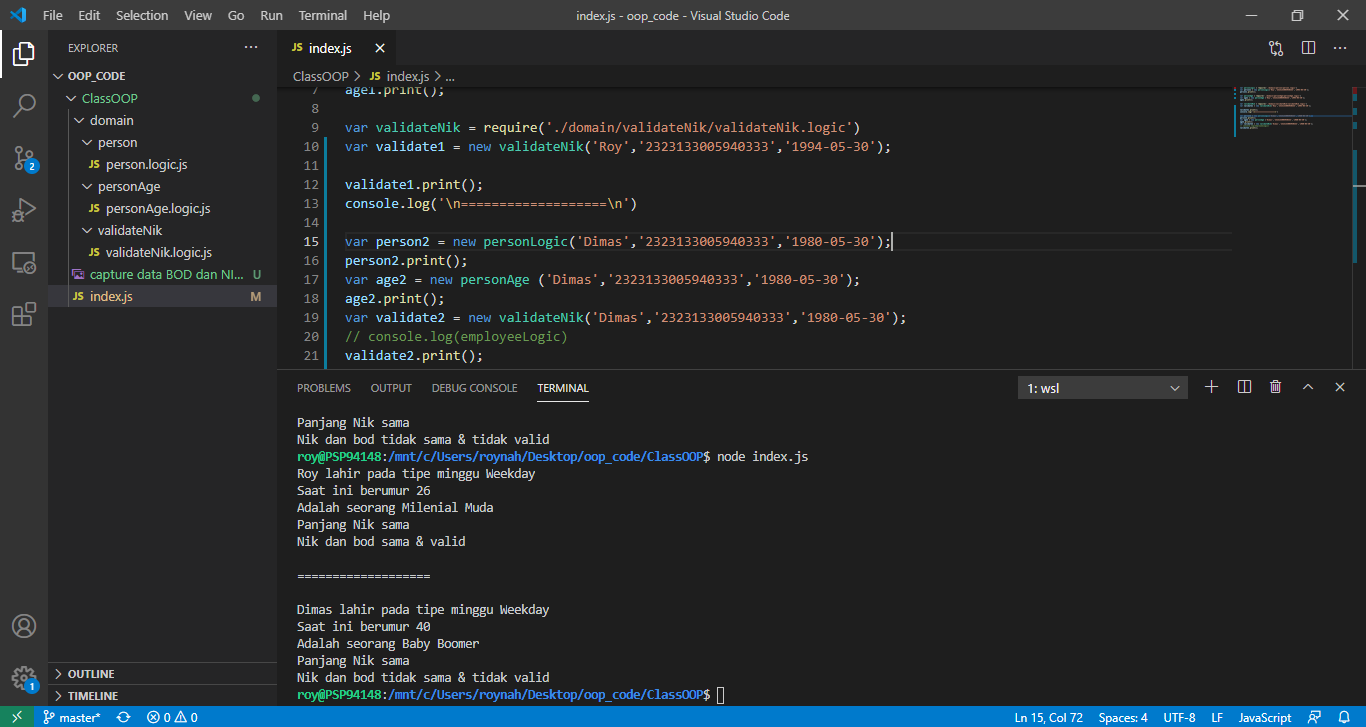 File Edit Selection View Go Run Terminal Help
index.js - oop_code - Visual Studio Code
EXPLORER
OOP_CODE
ClassOOP
domain
person
JS person.logic.js
personAge
JS personAge.logic.js
validateNik
JS validateNik.logic.js
capture data BOD dan NI... U
JS index.js M
OUTLINE
TIMELINE
2
1
JS index.js
ClassOOP > JS index.js > ...
7 age1.print();
8
9 var validateNik = require('./domain/validateNik/validateNik.logic')
10 var validate1 = new validateNik('Roy','2323133005940333','1994-05-30');
11
12 validate1.print();
13 console.log('\n===================\n')
14
15 var person2 = new personLogic('Dimas','2323133005940333','1980-05-30');
16 person2.print();
17 var age2 = new personAge ('Dimas','2323133005940333','1980-05-30');
18 age2.print();
19 var validate2 = new validateNik('Dimas','2323133005940333','1980-05-30');
20 // console.log(employeeLogic)
21 validate2.print();
PROBLEMS OUTPUT DEBUG CONSOLE TERMINAL
1: wsl
Panjang Nik sama
Nik dan bod tidak sama & tidak valid
roy@PSP94148:/mnt/c/Users/roynah/Desktop/oop_code/ClassOOP$ node index.js
Roy lahir pada tipe minggu Weekday
Saat ini berumur 26
Adalah seorang Milenial Muda
Panjang Nik sama
Nik dan bod sama & valid
===================
Dimas lahir pada tipe minggu Weekday
Saat ini berumur 40
Adalah seorang Baby Boomer
Panjang Nik sama
Nik dan bod tidak sama & tidak valid
roy@PSP94148:/mnt/c/Users/roynah/Desktop/oop_code/ClassOOP$
master* 0 0 Ln 15, Col 72 Spaces: 4 UTF-8 LF JavaScript